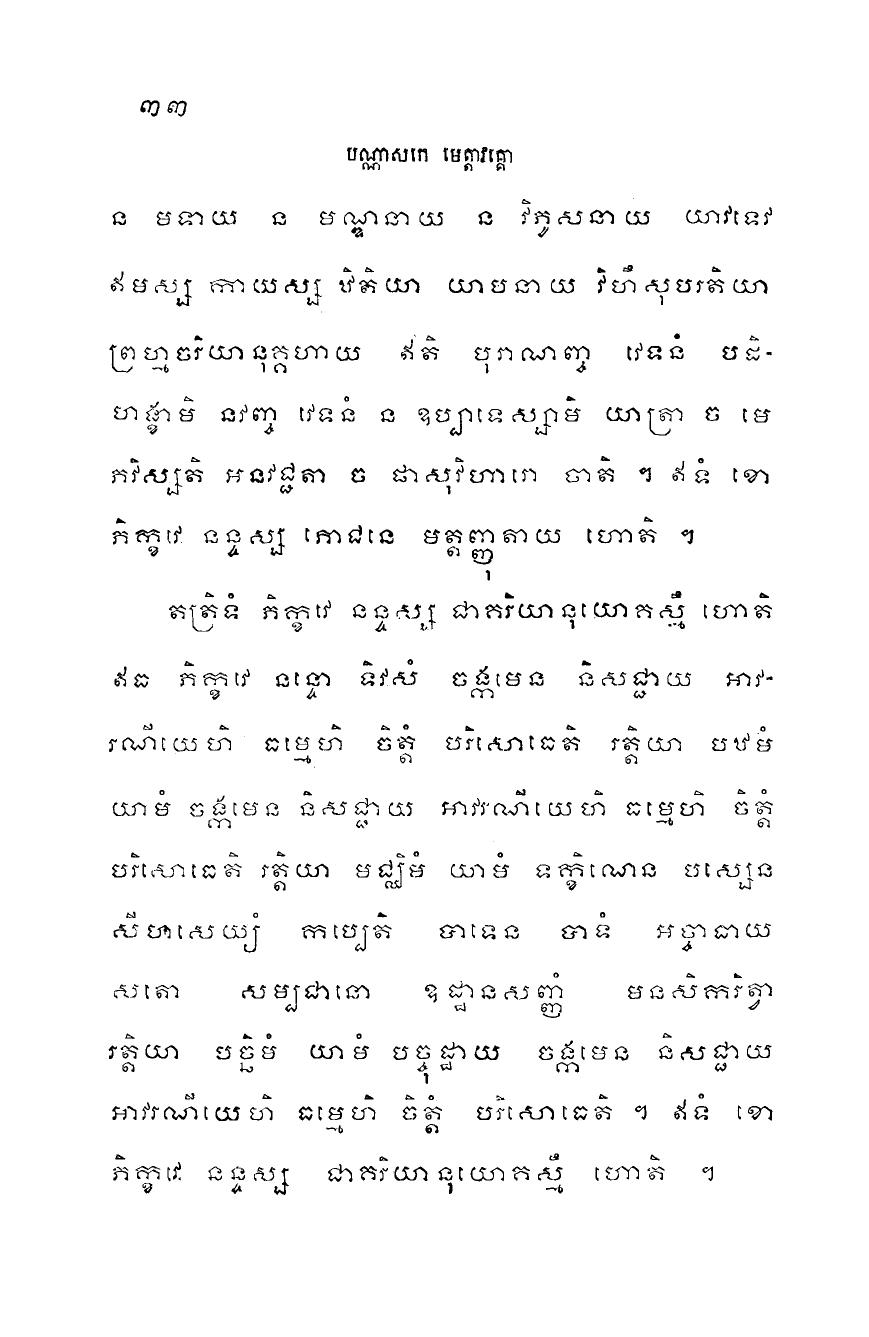 ៣៣
បណ្ណាសកេ មេត្តាវគ្គោ
ន មទាយ ន មណ្ឌនាយ ន វិភូសនាយ យាវទេវ
ឥមស្ស កាយស្ស ឋិតិយា យាបនាយ វិហឹសុបរតិយា
ព្រហ្មចរិយានុគ្គហាយ ឥតិ បុរាណញ្ច វេទនំ បដិ-
ហង្ខាមិ នវញ្ច វេទនំ ន ឧប្បាទេស្សាមិ យាត្រា ច មេ
ភវិស្សតិ អនវជ្ជតា ច ផាសុវិហារោ ចាតិ ។ ឥទំ ខោ
ភិក្ខវេ នន្ទស្ស ភោជនេ មត្តញ្ញុតាយ ហោតិ ។
តត្រិទំ ភិក្ខវេ នន្ទស្ស ជាគរិយានុយោគស្មឹ ហោតិ
ឥធ ភិក្ខវេ នន្ទោ ទិវសំ ចង្កមេន និសជ្ជាយ អាវ-
រណីយេហិ ធម្មេហិ ចិត្តំ បរិសោធេតិ រត្តិយា បឋមំ
យាមំ ចង្កមេន និសជ្ជាយ អាវរណីយេហិ ធម្មេហិ ចិត្តំ
បរិសោធេតិ រត្តិយា មជ្ឈិមំ យាមំ ទក្ខិណេន បស្សេន
សីហសេយ្យំ កប្បេតិ បាទេន បាទំ អច្ចាធាយ
សតោ សម្បជានោ ឧដ្ឋានសញ្ញំ មនសិករិត្វា
រត្តិយា បច្ឆិមំ យាមំ បច្ចុដ្ឋាយ ចង្កមេន និសជ្ជាយ
អាវរណីយេហិ ធម្មេហិ ចិត្តំ បរិសោធេតិ ។ ឥទំ ខោ
ភិក្ខវេ នន្ទស្ស ជាគរិយានុយោគស្មឹ ហោតិ ។